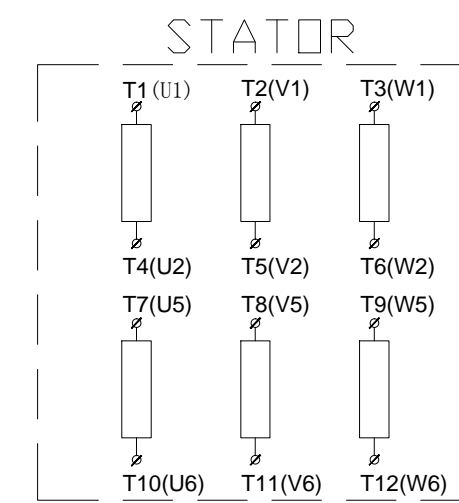 STATOR
T1(U1) T2(V1) T3(W1)
T4(U2) T5(V2) T6(W2)
T7(U5) T8(V5) T9(W5)
T10(U6) T11(V6) T12(W6)